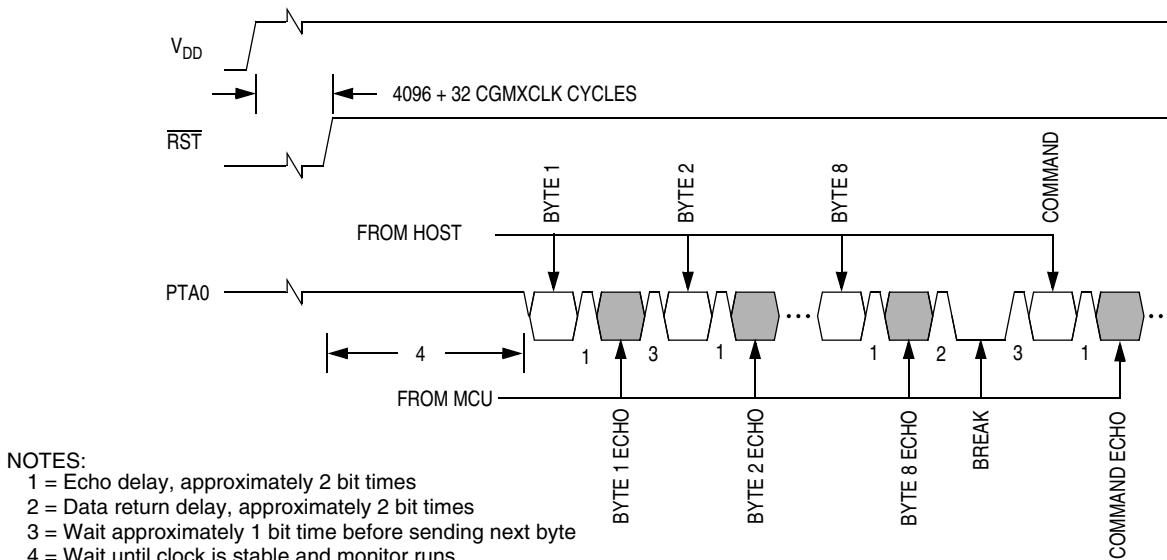 V_DD
4096 + 32 CGMXCLK CYCLES
RST
BYTE 1
BYTE 2
BYTE 8
COMMAND
FROM HOST
PTA0
1
3
1
1
2
3
1
4
FROM MCU
BYTE 1 ECHO
BYTE 2 ECHO
BYTE 8 ECHO
BREAK
COMMAND ECHO
NOTES:
1 = Echo delay, approximately 2 bit times
2 = Data return delay, approximately 2 bit times
3 = Wait approximately 1 bit time before sending next byte
4 = Wait until clock is stable and monitor runs